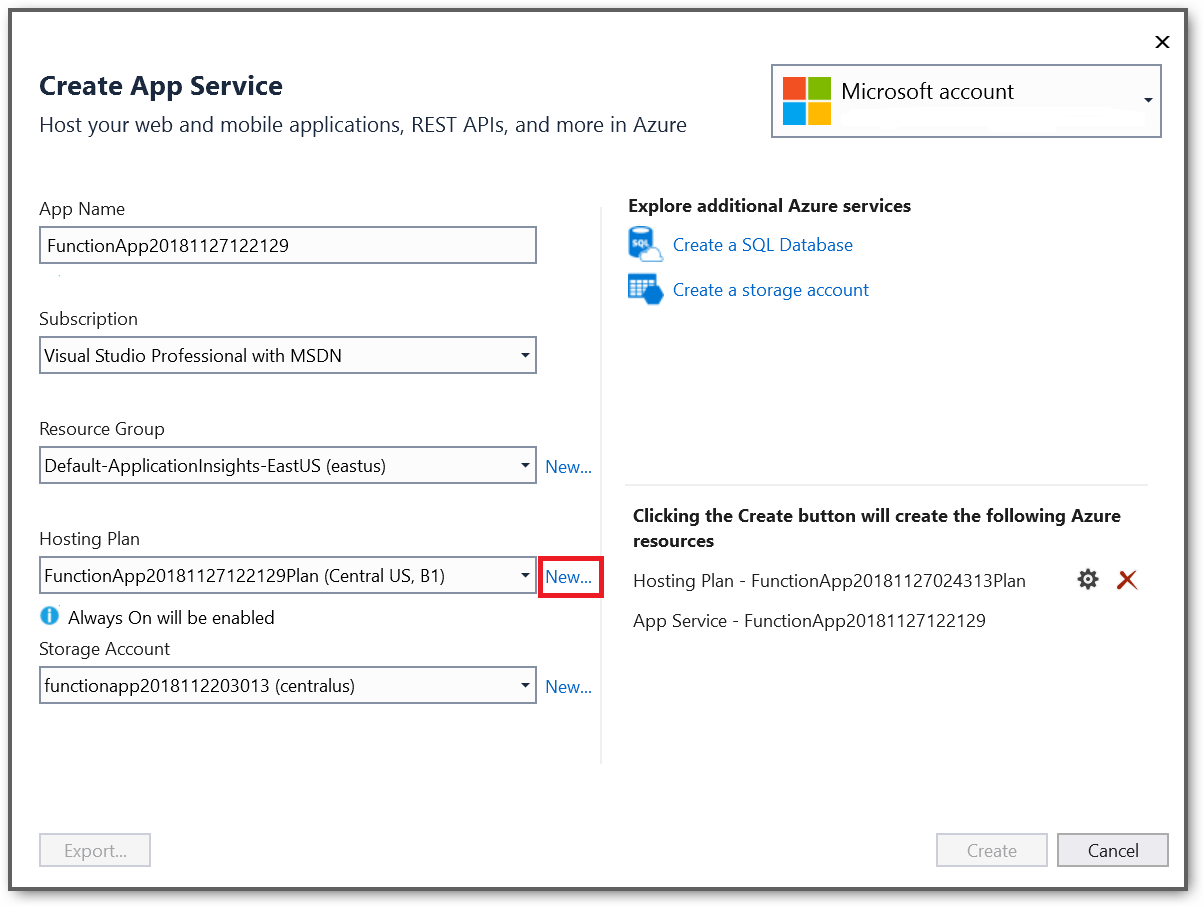 Create App Service
Host your web and mobile applications, REST APIs, and more in Azure
Microsoft account
App Name
FunctionApp20181127122129
Subscription
Visual Studio Professional with MSDN
Resource Group
Default-ApplicationInsights-EastUS (eastus)
New...
Hosting Plan
FunctionApp20181127122129Plan (Central US, B1)
New...
Always On will be enabled
Storage Account
functionapp2018112203013 (centralus)
New...
Explore additional Azure services
SQL
Create a SQL Database
Create a storage account
Clicking the Create button will create the following Azure
resources
Hosting Plan - FunctionApp20181127024313Plan
App Service - FunctionApp20181127122129
Export...
Create
Cancel